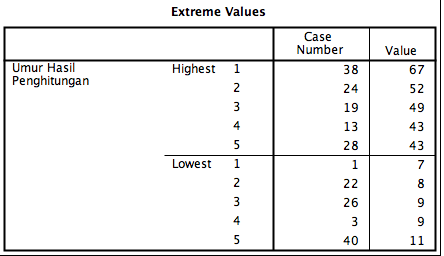 Extreme Values
Case Number Value
Umur Hasil Penghitungan Highest 1 38 67
2 24 52
3 19 49
4 13 43
5 28 43
Lowest 1 1 7
2 22 8
3 26 9
4 3 9
5 40 11